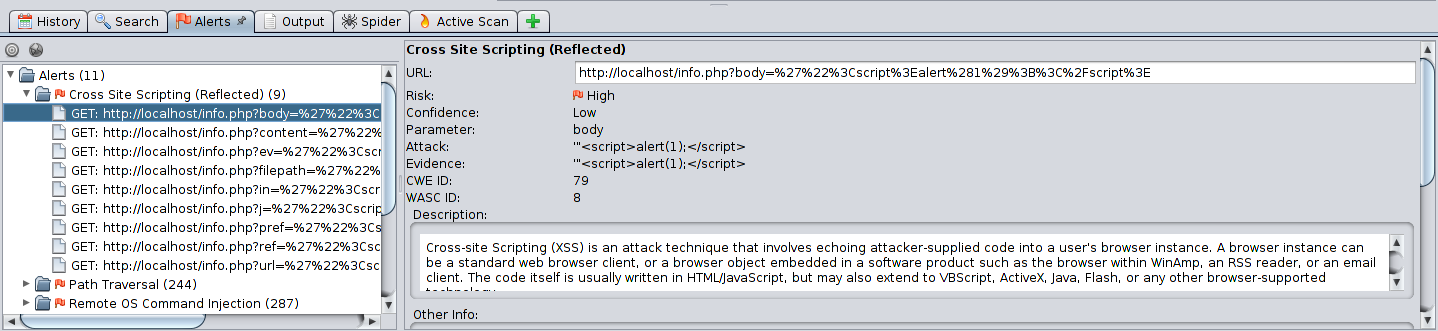 History Search Alerts Output Spider Active Scan
Alerts (11)
Cross Site Scripting (Reflected) (9)
GET: http://localhost/info.php?body=%27%22%3C
GET: http://localhost/info.php?content=%27%22%
GET: http://localhost/info.php?ev=%27%22%3Cscr
GET: http://localhost/info.php?filepath=%27%22%
GET: http://localhost/info.php?in=%27%22%3Cscr
GET: http://localhost/info.php?j=%27%22%3Cscrip
GET: http://localhost/info.php?pref=%27%22%3Cs
GET: http://localhost/info.php?ref=%27%22%3Csc
GET: http://localhost/info.php?url=%27%22%3Csc
Path Traversal (244)
Remote OS Command Injection (287)
Cross Site Scripting (Reflected)
URL: http://localhost/info.php?body=%27%22%3Cscript%3Ealert%281%29%3B%3C%2Fscript%3E
Risk: High
Confidence: Low
Parameter: body
Attack: '"<script>alert(1);</script>
Evidence: '"<script>alert(1);</script>
CWE ID: 79
WASC ID: 8
Description:
Cross-site Scripting (XSS) is an attack technique that involves echoing attacker-supplied code into a user's browser instance. A browser instance can
be a standard web browser client, or a browser object embedded in a software product such as the browser within WinAmp, an RSS reader, or an email
client. The code itself is usually written in HTML/JavaScript, but may also extend to VBScript, ActiveX, Java, Flash, or any other browser-supported
technology.
Other Info: